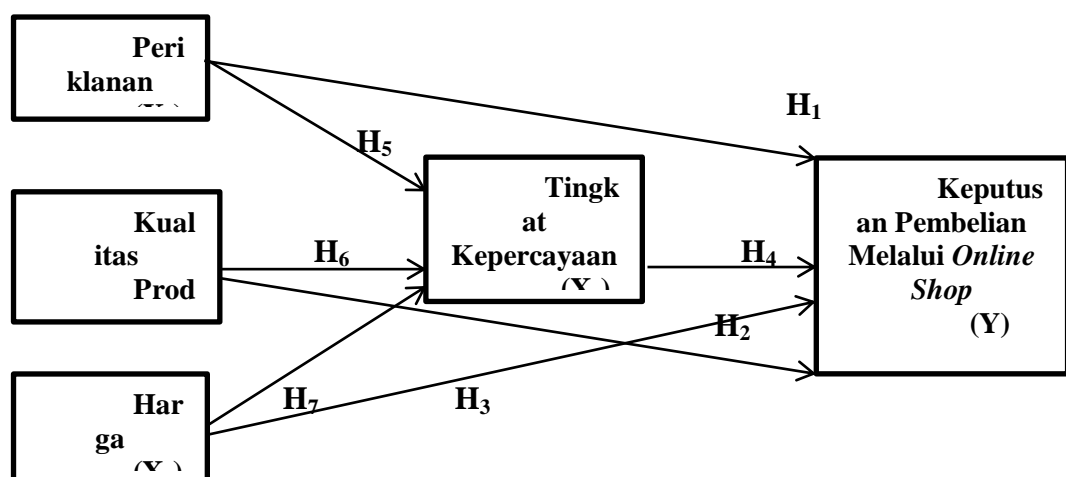 Peri
klanan
H₁
H₅
Tingk
at
Kepercayaan
Keputus
an Pembelian
Melalui Online
Shop
(Y)
Kual
itas
Prod
H₆
H₄
H₂
Har
ga
H₇
H₃